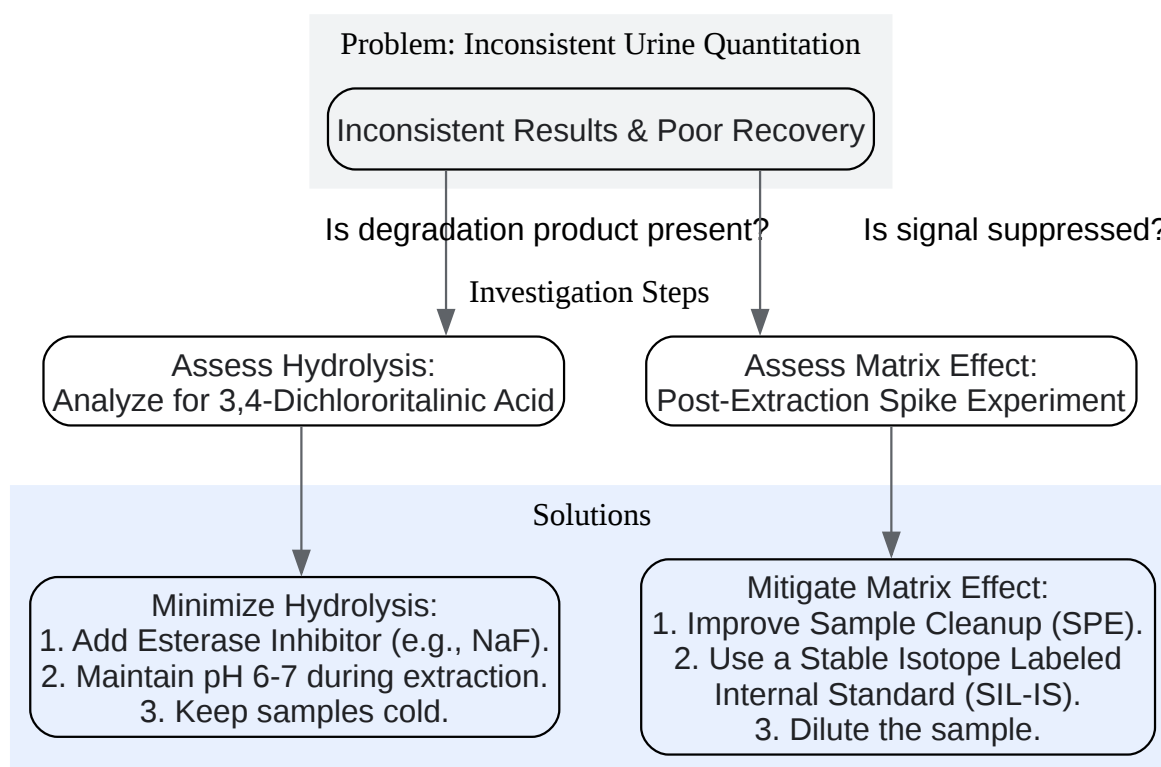 Problem: Inconsistent Urine Quantitation
Inconsistent Results & Poor Recovery
Is degradation product present?
Is signal suppressed?
Investigation Steps
Assess Hydrolysis:
Analyze for 3,4-Dichlororitalinic Acid
Assess Matrix Effect:
Post-Extraction Spike Experiment
Solutions
Minimize Hydrolysis:
1. Add Esterase Inhibitor (e.g., NaF).
2. Maintain pH 6-7 during extraction.
3. Keep samples cold.
Mitigate Matrix Effect:
1. Improve Sample Cleanup (SPE).
2. Use a Stable Isotope Labeled
Internal Standard (SIL-IS).
3. Dilute the sample.